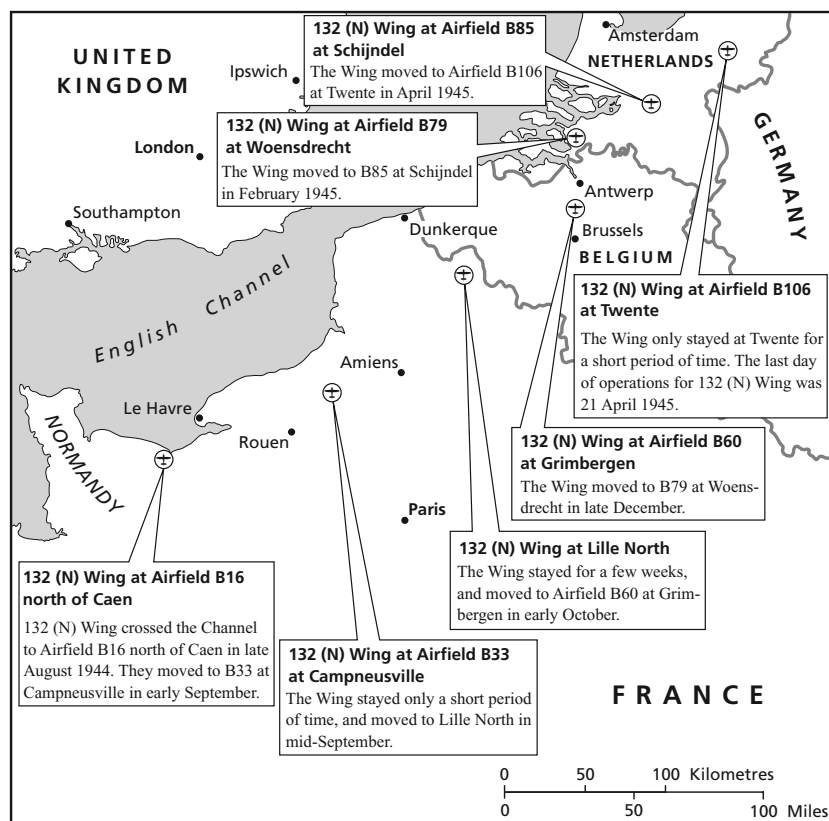 UNITED
KINGDOM
Ipswich
London
Southampton
132 (N) Wing at Airfield B85
at Schijndel
The Wing moved to Airfield B106
at Twente in April 1945.
Amsterdam
NETHERLANDS
132 (N) Wing at Airfield B79
at Woensdrecht
The Wing moved to B85 at Schijndel
in February 1945.
GERMANY
Antwerp
Dunkerque
Brussels
BELGIUM
English Channel
132 (N) Wing at Airfield B106
at Twente
The Wing only stayed at Twente for
a short period of time. The last day
of operations for 132 (N) Wing was
21 April 1945.
Amiens
Le Havre
Rouen
NORMANDY
Paris
132 (N) Wing at Airfield B60
at Grimbergen
The Wing moved to B79 at Woens-
drecht in late December.
132 (N) Wing at Lille North
The Wing stayed for a few weeks,
and moved to Airfield B60 at Grim-
bergen in early October.
132 (N) Wing at Airfield B16
north of Caen
132 (N) Wing crossed the Channel
to Airfield B16 north of Caen in late
August 1944. They moved to B33 at
Campneusville in early September.
132 (N) Wing at Airfield B33
at Campneusville
The Wing stayed only a short period
of time, and moved to Lille North in
mid-September.
FRANCE
0 50 100 Kilometres
0 50 100 Miles